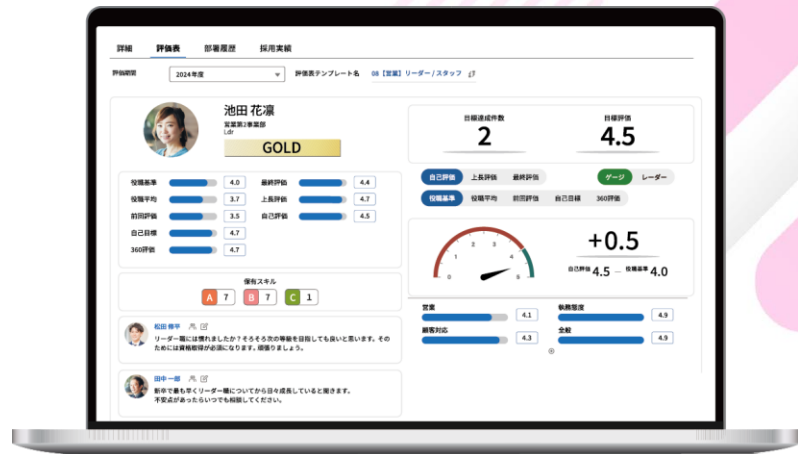 詳細 評価表 部署履歴 採用実績
評価期間 2024年度 評価表テンプレート名 08【営業】リーダー/スタッフ
池田 花凛
営業第2事業部
Ldr
GOLD
役職基準 4.0 最終評価 4.4
役職平均 3.7 上長評価 4.7
前回評価 3.5 自己評価 4.5
自己目標 4.7
360評価 4.7
保有スキル
A 7 B 7 C 1
松田 修平
リーダー職には慣れましたか?そろそろ次の等級を目指しても良いと思います。その
ためには資格取得が必須になります。頑張りましょう。
田中 一郎
新卒で最も早くリーダー職についてから日々成長していると聞きます。
不安点があったらいつでも相談してください。
目標達成件数 目標評価
2 4.5
自己評価 上長評価 最終評価 ゲージ レーダー
役職基準 役職平均 前回評価 自己目標 360評価
0 1 2 3 4 5
+0.5
自己評価 4.5 － 役職基準 4.0
営業 4.1 執務態度 4.9
顧客対応 4.3 全般 4.9